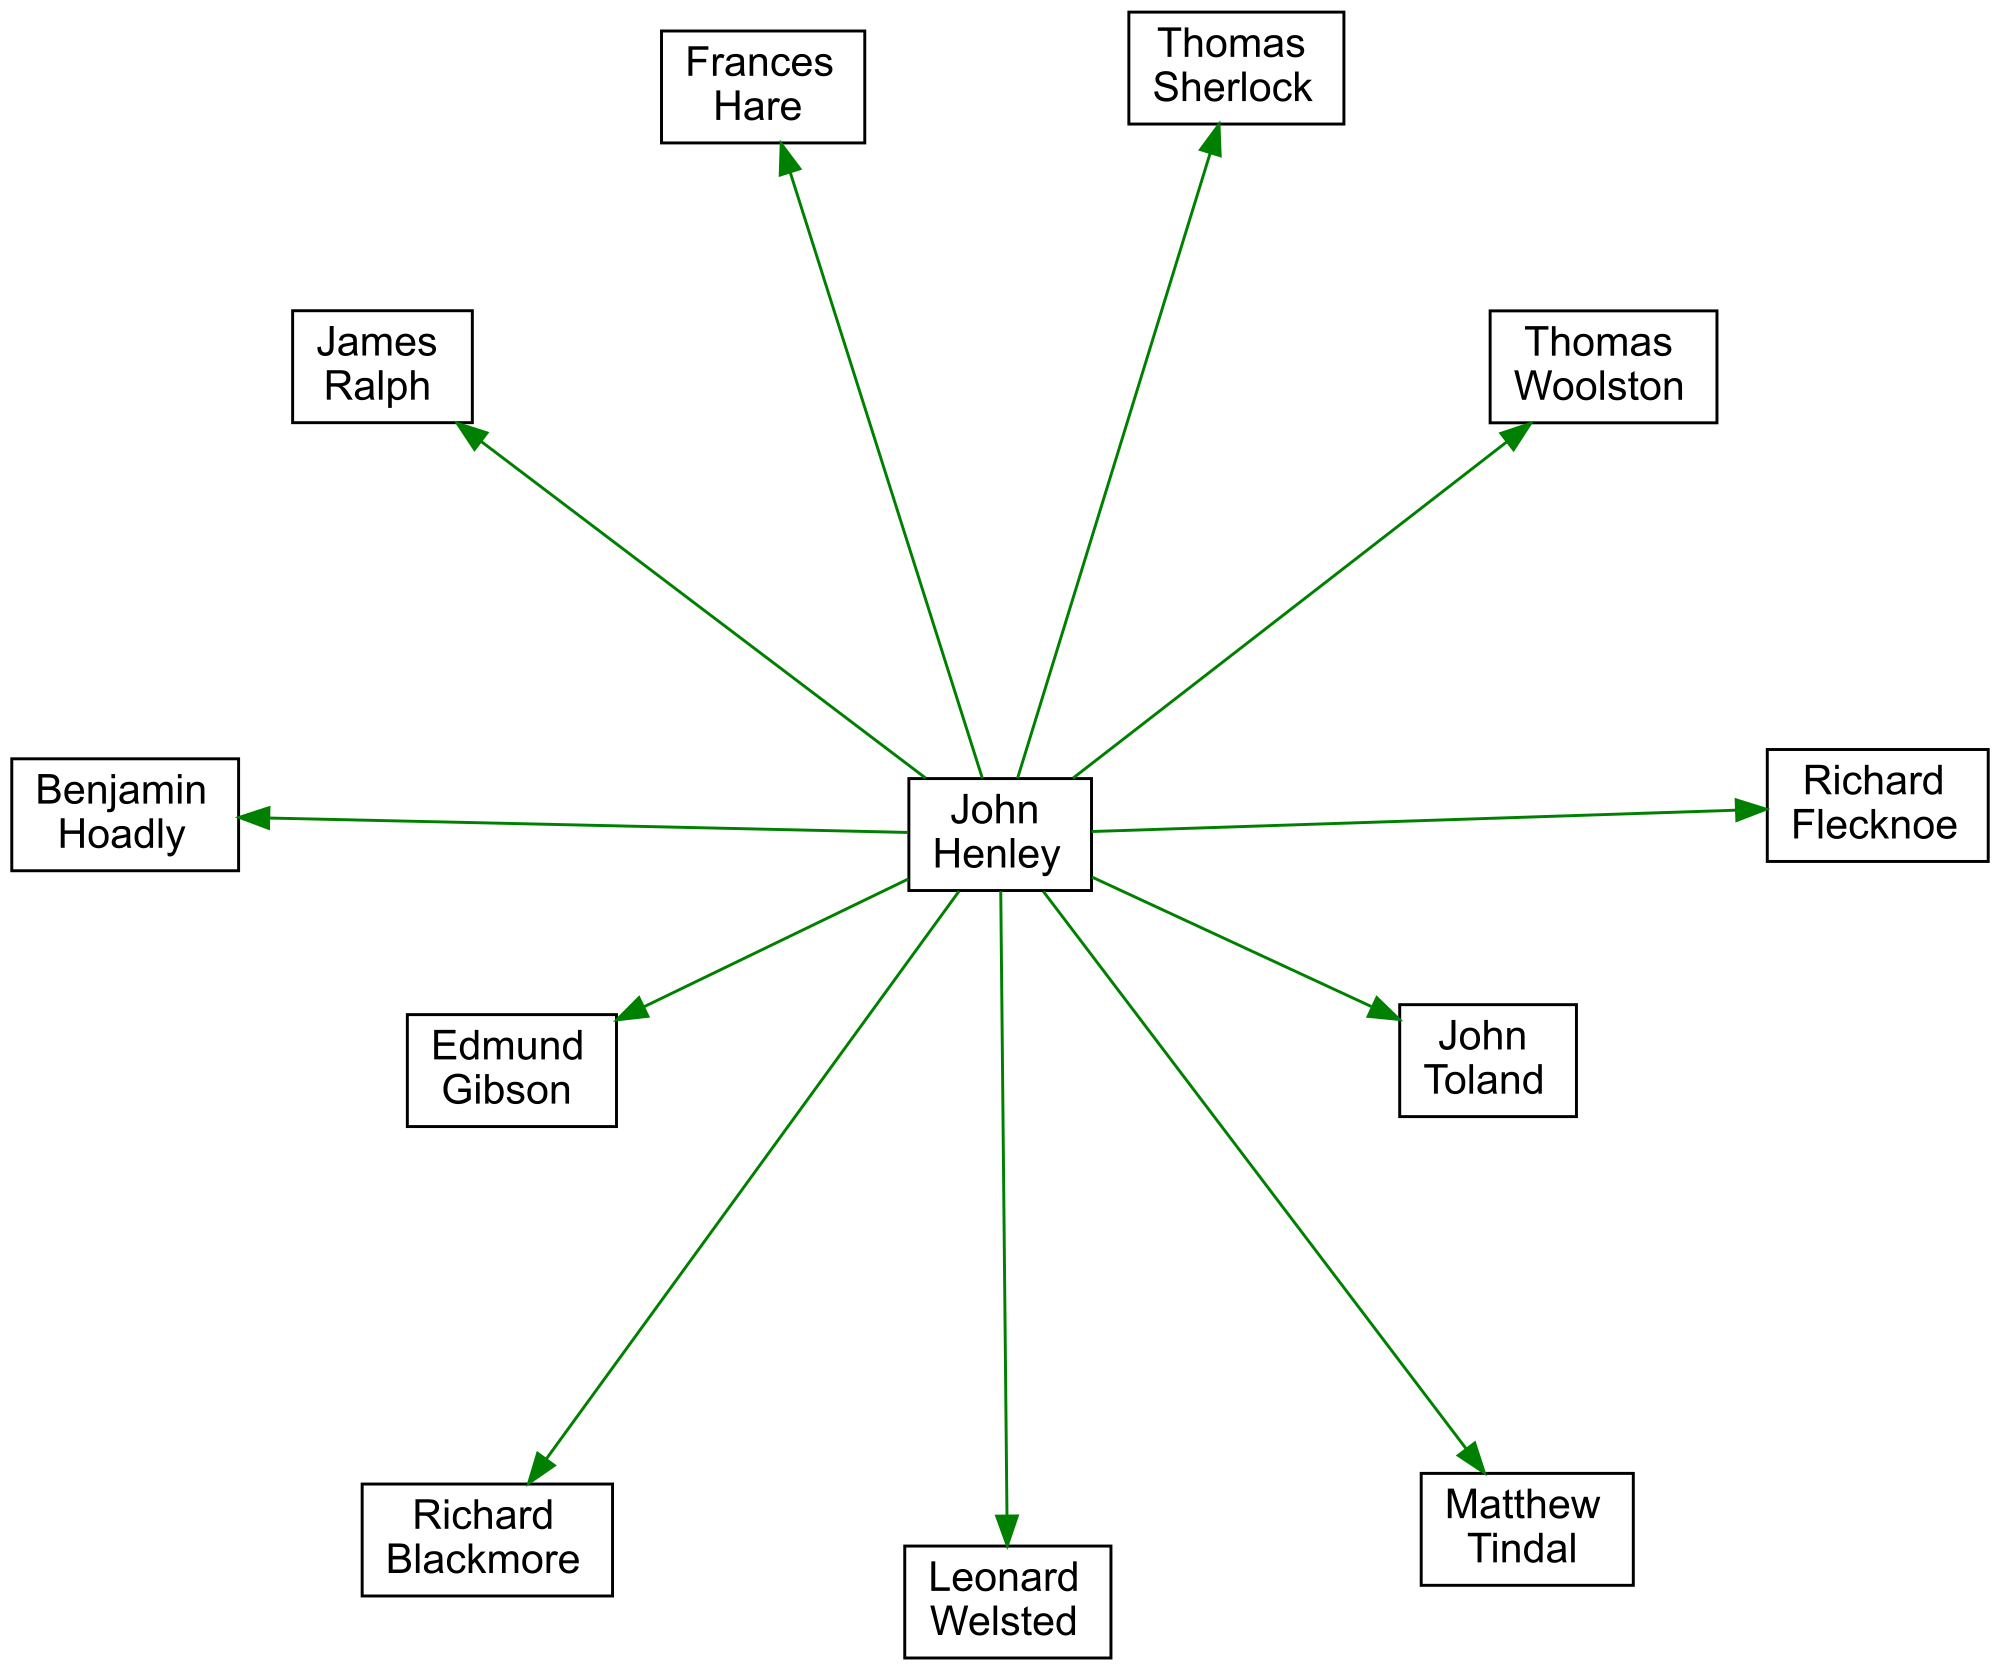 Thomas
Sherlock
Frances
Hare
James
Ralph
Thomas
Woolston
Richard
Flecknoe
Benjamin
Hoadly
John
Henley
John
Toland
Edmund
Gibson
Matthew
Tindal
Richard
Blackmore
Leonard
Welsted